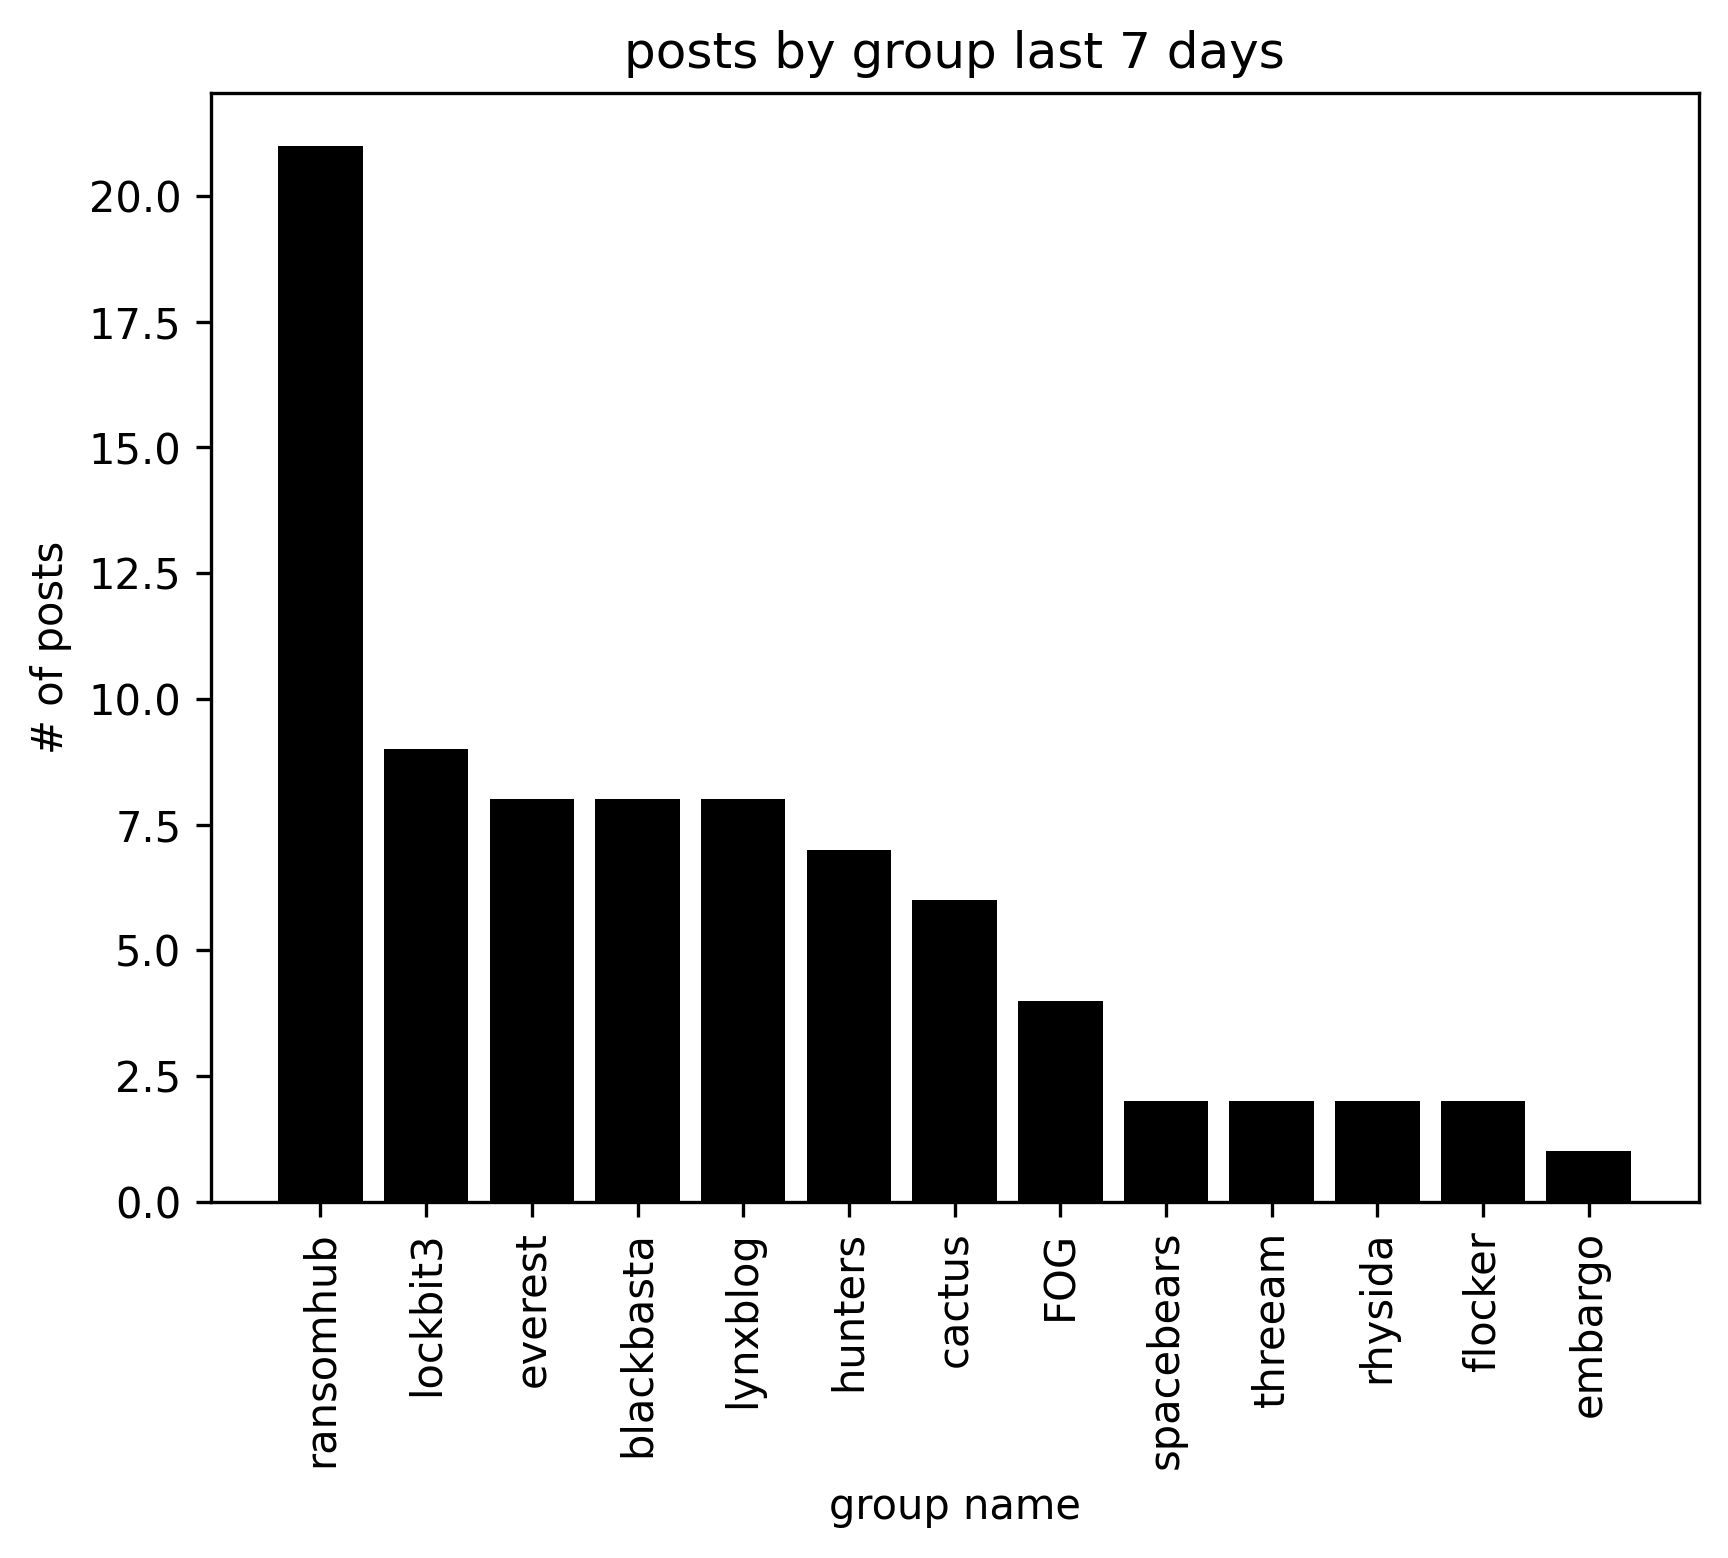 posts by group last 7 days
20.0
17.5
15.0
12.5
10.0
7.5
5.0
2.5
0.0
# of posts
ransomhub
lockbit3
everest
blackbasta
lynxblog
hunters
cactus
FOG
spacebears
threeam
rhysida
flocker
embargo
group name